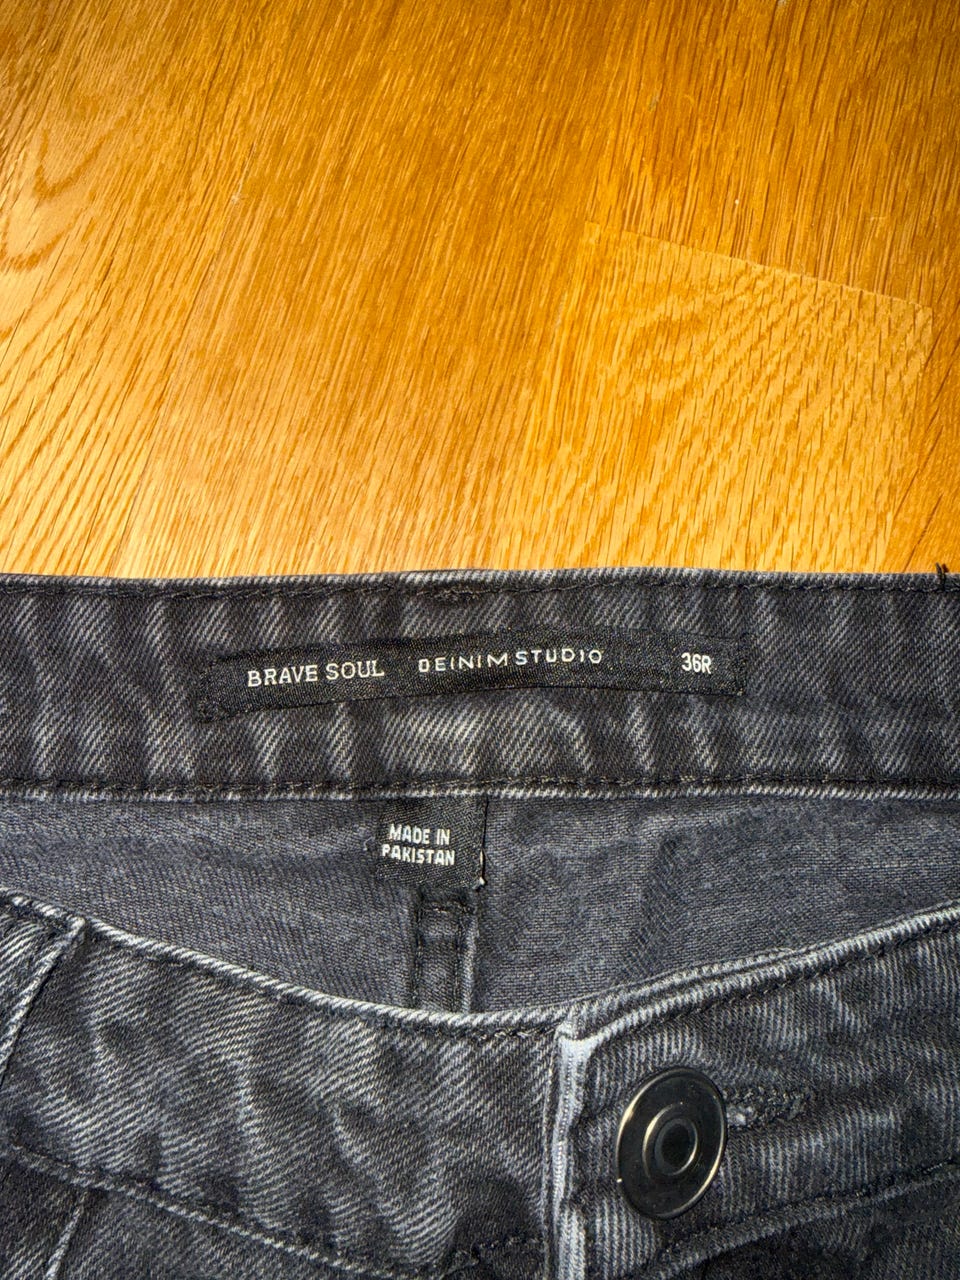 BRAVE SOUL DEINIM STUDIO 36R
MADE IN
PAKISTAN